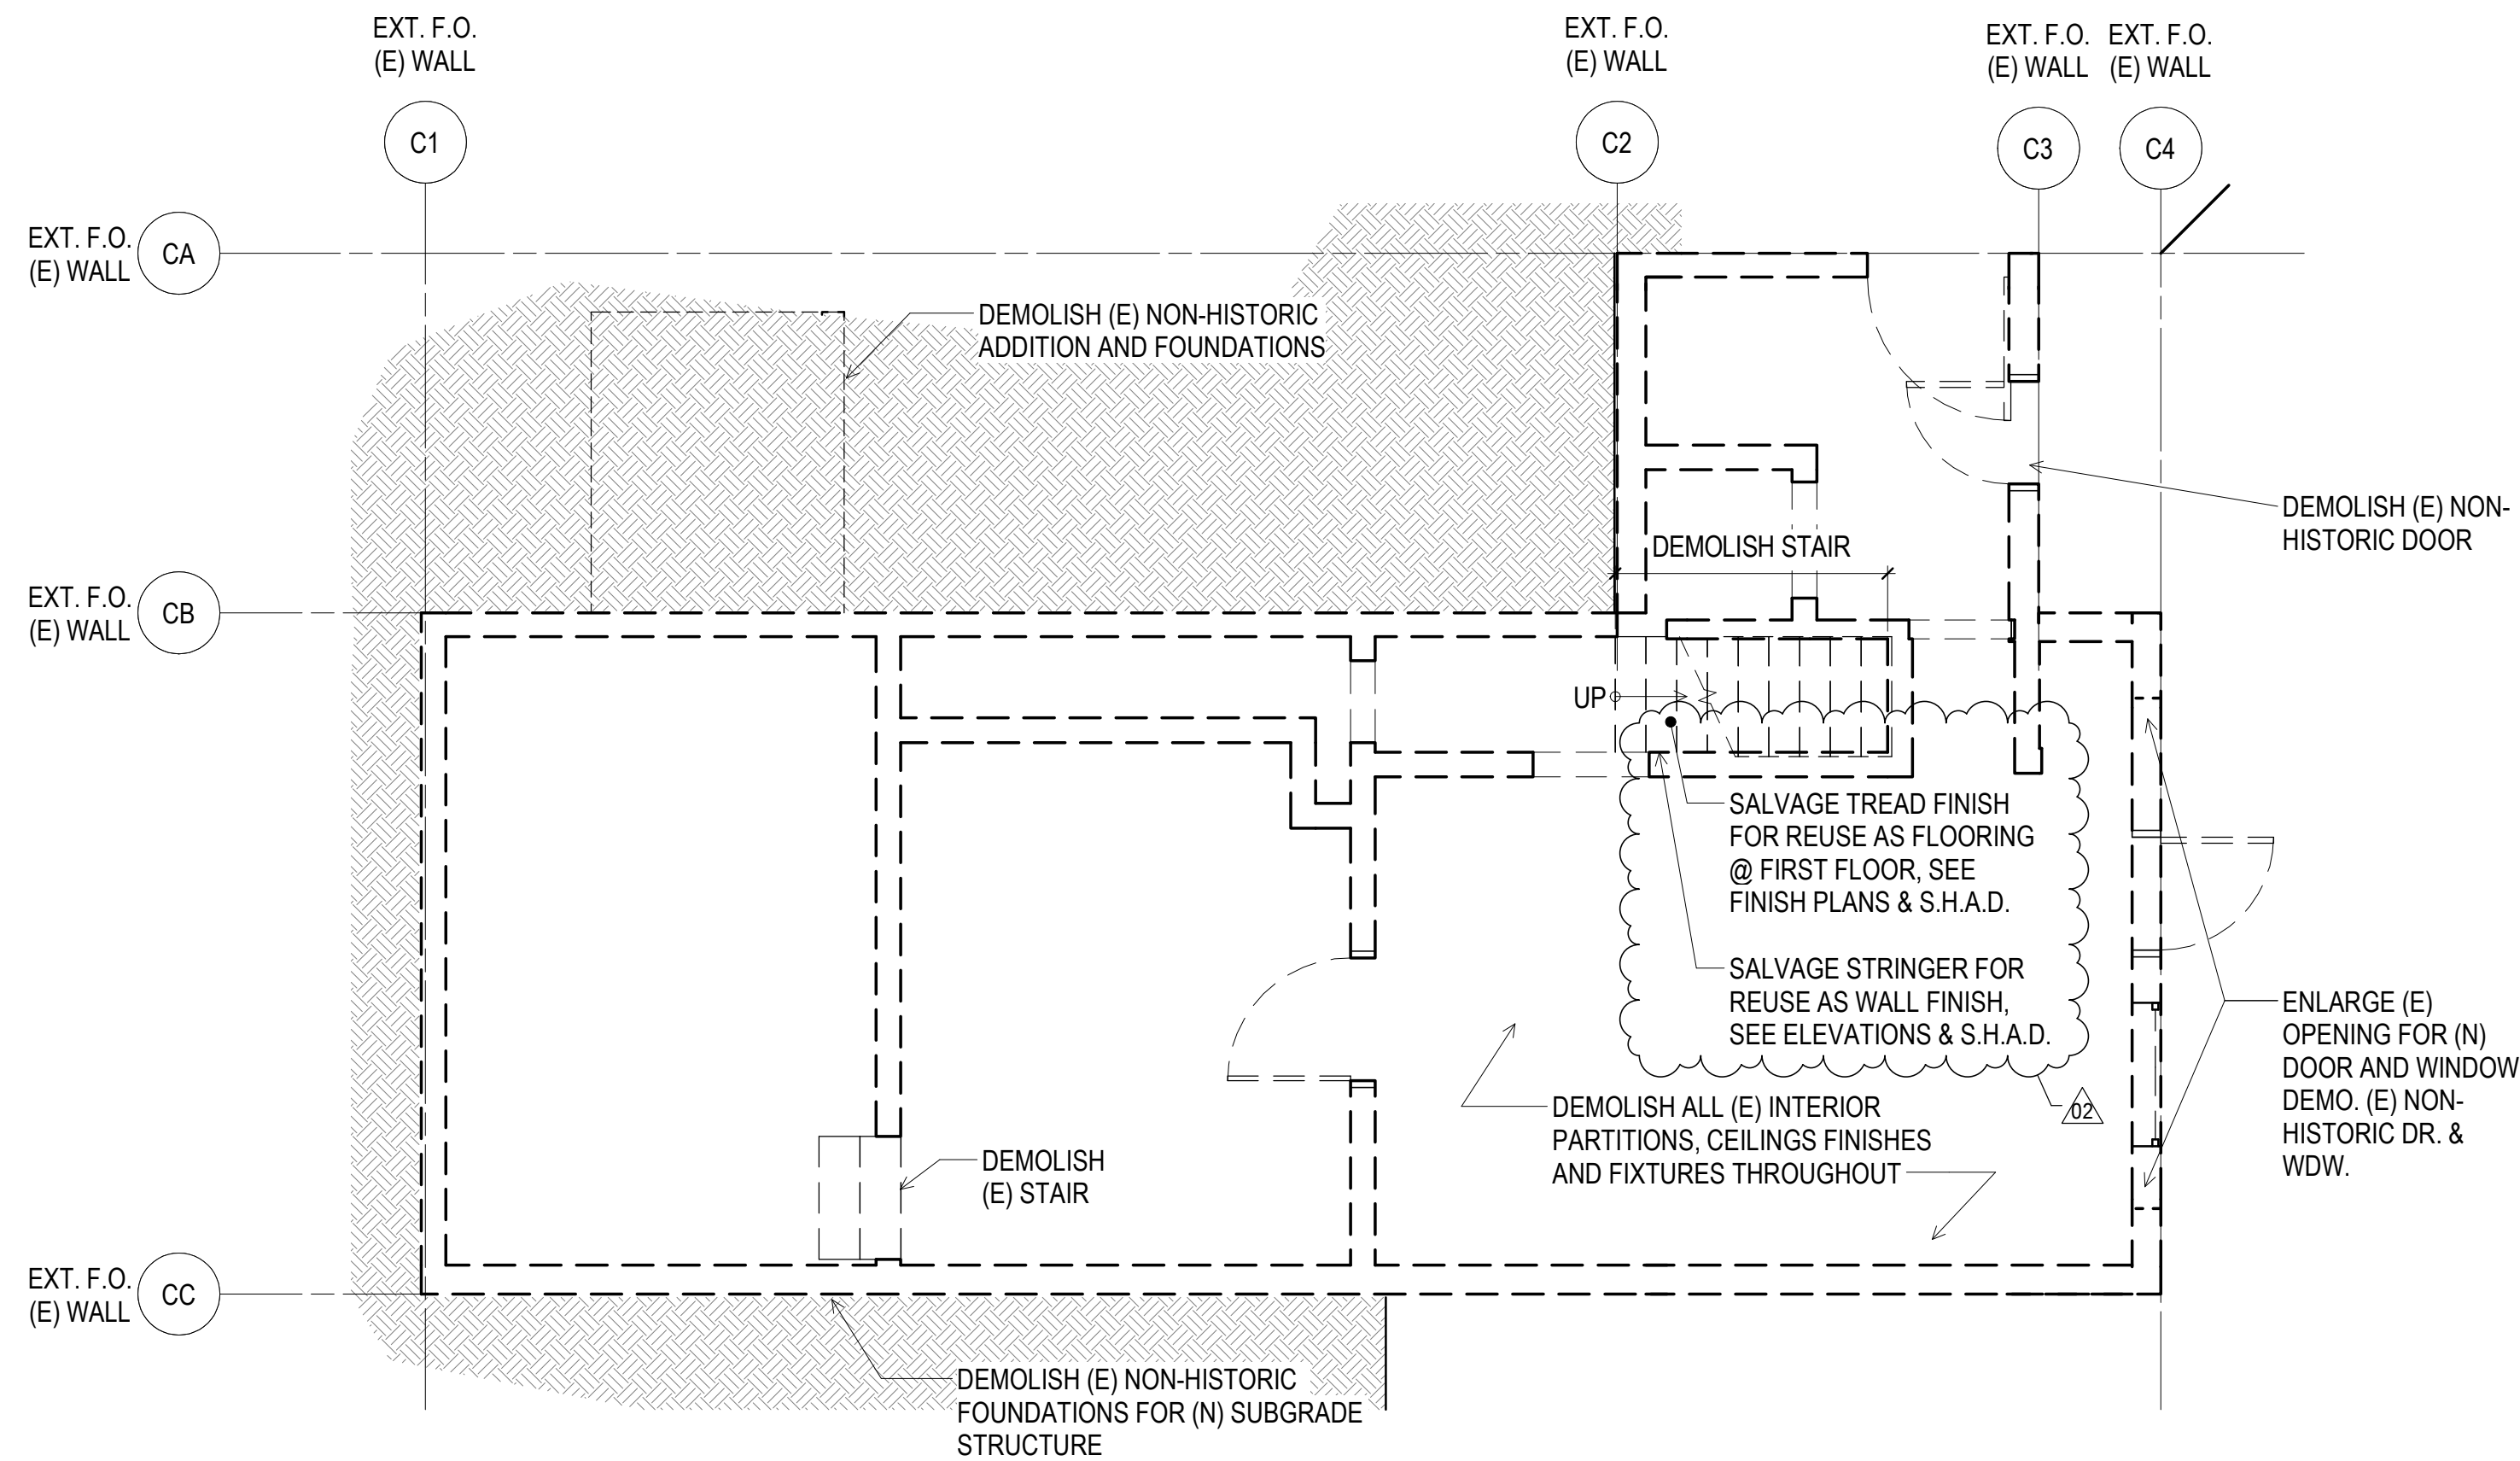 EXT. F.O.
(E) WALL
EXT. F.O.
(E) WALL
EXT. F.O.
(E) WALL
EXT. F.O.
(E) WALL
C1
C2
C3
C4
EXT. F.O.
(E) WALL
CA
DEMOLISH (E) NON-HISTORIC
ADDITION AND FOUNDATIONS
DEMOLISH (E) NON-
HISTORIC DOOR
DEMOLISH STAIR
EXT. F.O.
(E) WALL
CB
UP
SALVAGE TREAD FINISH
FOR REUSE AS FLOORING
@ FIRST FLOOR, SEE
FINISH PLANS & S.H.A.D.
SALVAGE STRINGER FOR
REUSE AS WALL FINISH,
SEE ELEVATIONS & S.H.A.D.
ENLARGE (E)
OPENING FOR (N)
DOOR AND WINDOW
DEMO. (E) NON-
HISTORIC DR. &
WDW.
02
DEMOLISH ALL (E) INTERIOR
PARTITIONS, CEILINGS FINISHES
AND FIXTURES THROUGHOUT
DEMOLISH
(E) STAIR
EXT. F.O.
(E) WALL
CC
DEMOLISH (E) NON-HISTORIC
FOUNDATIONS FOR (N) SUBGRADE
STRUCTURE